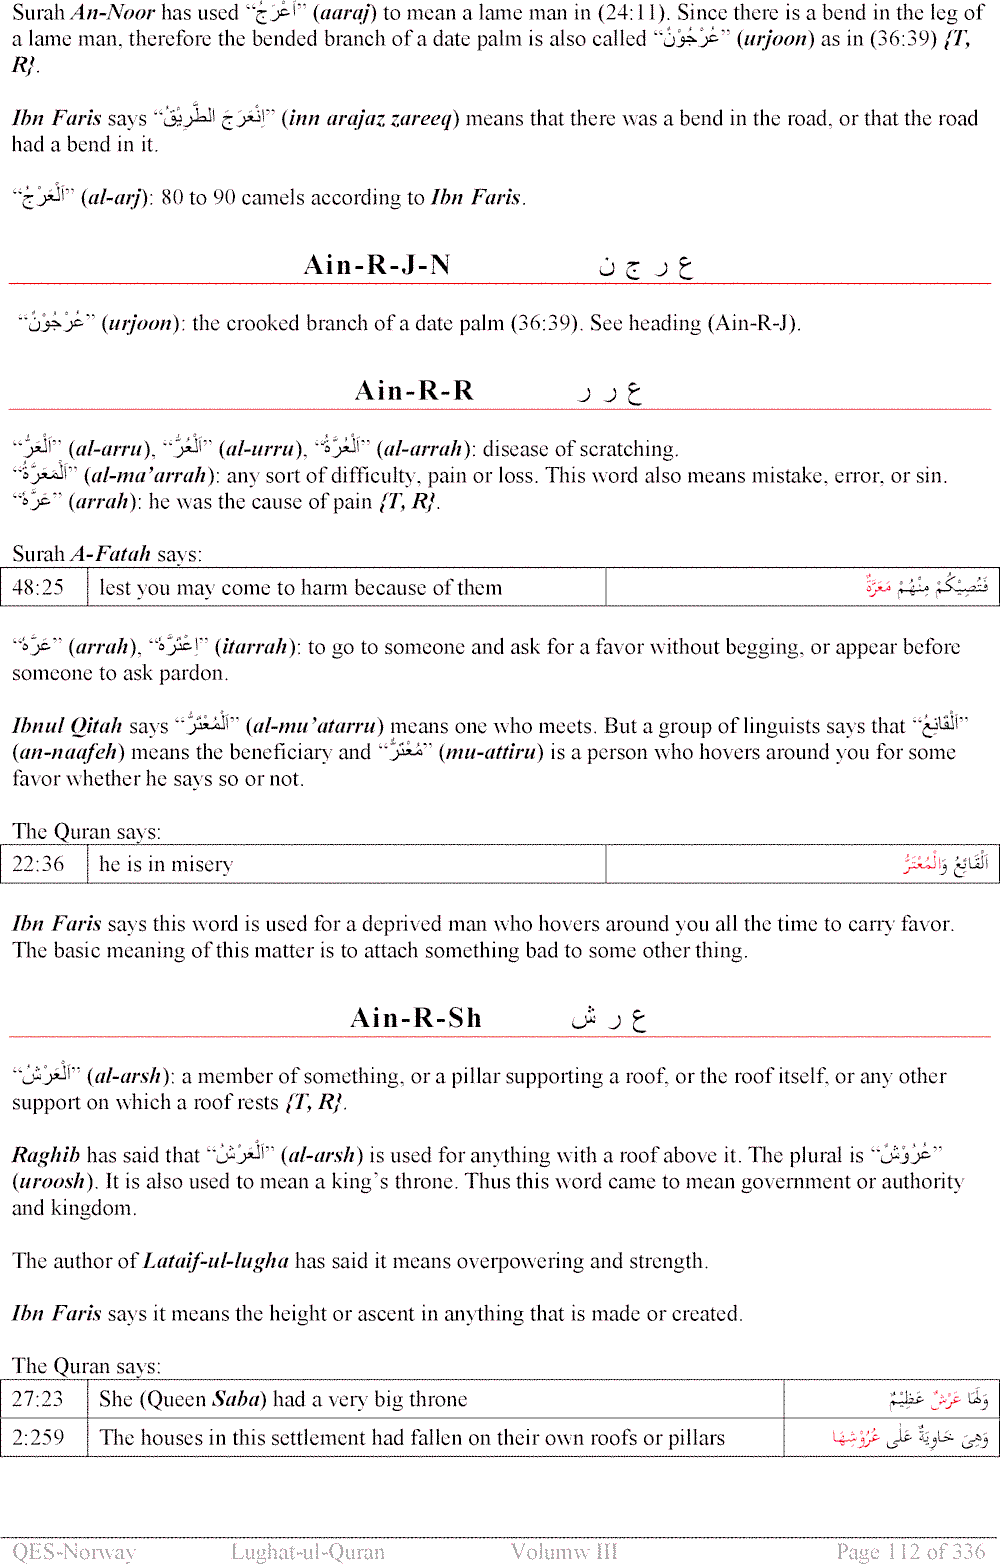 Surah An-Noor has used “اَعْرَجُ” (aaraj) to mean a lame man in (24:11). Since there is a bend in the leg of
a lame man, therefore the bended branch of a date palm is also called “عُرْجُوْنٌ” (urjoon) as in (36:39) {T,
R}.
Ibn Faris says “اِنْعَرَجَ الطَّرِيْقُ” (inn arajaz zareeq) means that there was a bend in the road, or that the road
had a bend in it.
“اَلْعَرْجُ” (al-arj): 80 to 90 camels according to Ibn Faris.
Ain-R-J-N ع ر ج ن
“عُرْجُوْنٌ” (urjoon): the crooked branch of a date palm (36:39). See heading (Ain-R-J).
Ain-R-R ع ر ر
“اَلْعَرُّ” (al-arru), “اَلْعُرُّ” (al-urru), “اَلْعُرَّةُ” (al-arrah): disease of scratching.
“اَلْمَعَرَّةُ” (al-ma’arrah): any sort of difficulty, pain or loss. This word also means mistake, error, or sin.
“عَرَّهٗ” (arrah): he was the cause of pain {T, R}.
Surah A-Fatah says:
48:25 lest you may come to harm because of them فَتُصِيْبَكُمْ مِنْهُمْ مَعَرَّةٌ
“عَرَّهٗ” (arrah), “اِعْتَرَّهٗ” (itarrah): to go to someone and ask for a favor without begging, or appear before
someone to ask pardon.
Ibnul Qitah says “اَلْمُعْتَرُّ” (al-mu’atarru) means one who meets. But a group of linguists says that “اَلْقَانِعُ”
(an-naafeh) means the beneficiary and “مُعْتَرٌّ” (mu-attiru) is a person who hovers around you for some
favor whether he says so or not.
The Quran says:
22:36 he is in misery اَلْقَانِعُ وَالْمُعْتَرُّ
Ibn Faris says this word is used for a deprived man who hovers around you all the time to carry favor.
The basic meaning of this matter is to attach something bad to some other thing.
Ain-R-Sh ع ر ش
“اَلْعَرْشُ” (al-arsh): a member of something, or a pillar supporting a roof, or the roof itself, or any other
support on which a roof rests {T, R}.
Raghib has said that “اَلْعَرْشُ” (al-arsh) is used for anything with a roof above it. The plural is “عُرُوْشٌ”
(uroosh). It is also used to mean a king’s throne. Thus this word came to mean government or authority
and kingdom.
The author of Lataif-ul-lugha has said it means overpowering and strength.
Ibn Faris says it means the height or ascent in anything that is made or created.
The Quran says:
27:23 She (Queen Saba) had a very big throne وَلَهَا عَرْشٌ عَظِيْمٌ
2:259 The houses in this settlement had fallen on their own roofs or pillars وَهِىَ خَاوِيَةٌ عَلٰى عُرُوْشِهَا
QES-Norway Lughat-ul-Quran Volumw III Page 112 of 336